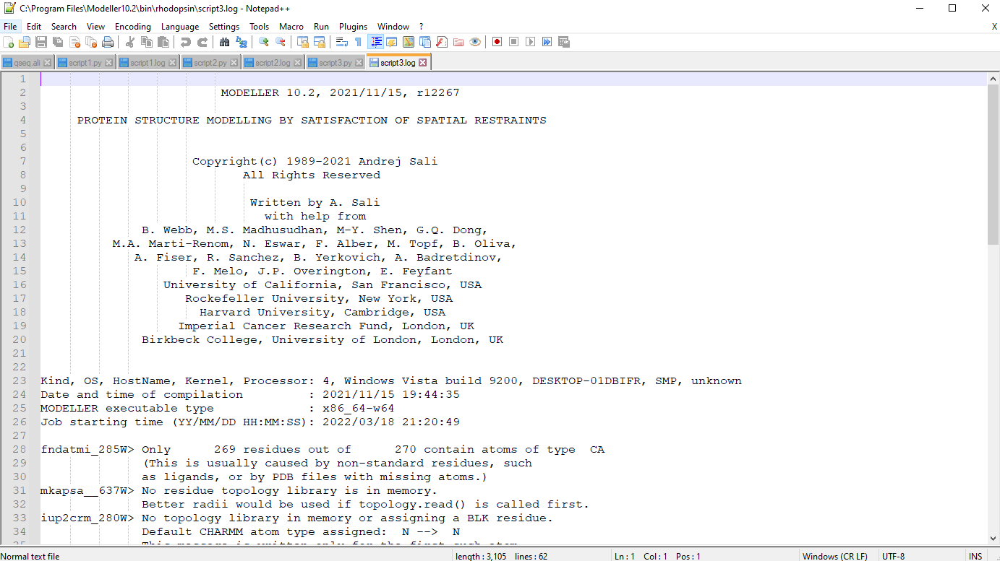 C:\Program Files\Modeller10.2\bin\rhodopsin\script3.log - Notepad++
File Edit Search View Encoding Language Settings Tools Macro Run Plugins Window ? X
qseq.ali script1.py script1.log script2.py script2.log script3.py script3.log
1
2 MODELLER 10.2, 2021/11/15, r12267
3
4 PROTEIN STRUCTURE MODELLING BY SATISFACTION OF SPATIAL RESTRAINTS
5
6
7 Copyright(c) 1989-2021 Andrej Sali
8 All Rights Reserved
9
10 Written by A. Sali
11 with help from
12 B. Webb, M.S. Madhusudhan, M-Y. Shen, G.Q. Dong,
13 M.A. Marti-Renom, N. Eswar, F. Alber, M. Topf, B. Oliva,
14 A. Fiser, R. Sanchez, B. Yerkovich, A. Badretdinov,
15 F. Melo, J.P. Overington, E. Feyfant
16 University of California, San Francisco, USA
17 Rockefeller University, New York, USA
18 Harvard University, Cambridge, USA
19 Imperial Cancer Research Fund, London, UK
20 Birkbeck College, University of London, London, UK
21
22
23 Kind, OS, HostName, Kernel, Processor: 4, Windows Vista build 9200, DESKTOP-01DBIFR, SMP, unknown
24 Date and time of compilation : 2021/11/15 19:44:35
25 MODELLER executable type : x86_64-w64
26 Job starting time (YY/MM/DD HH:MM:SS): 2022/03/18 21:20:49
27
28 fndatmi_285W> Only 269 residues out of 270 contain atoms of type CA
29 (This is usually caused by non-standard residues, such
30 as ligands, or by PDB files with missing atoms.)
31 mkapsa__637W> No residue topology library is in memory.
32 Better radii would be used if topology.read() is called first.
33 iup2crm_280W> No topology library in memory or assigning a BLK residue.
34 Default CHARMM atom type assigned: N --> N
35 This message is written only for the first such atom.
Normal text file length : 3,105 lines : 62 Ln : 1 Col : 1 Pos : 1 Windows (CR LF) UTF-8 INS